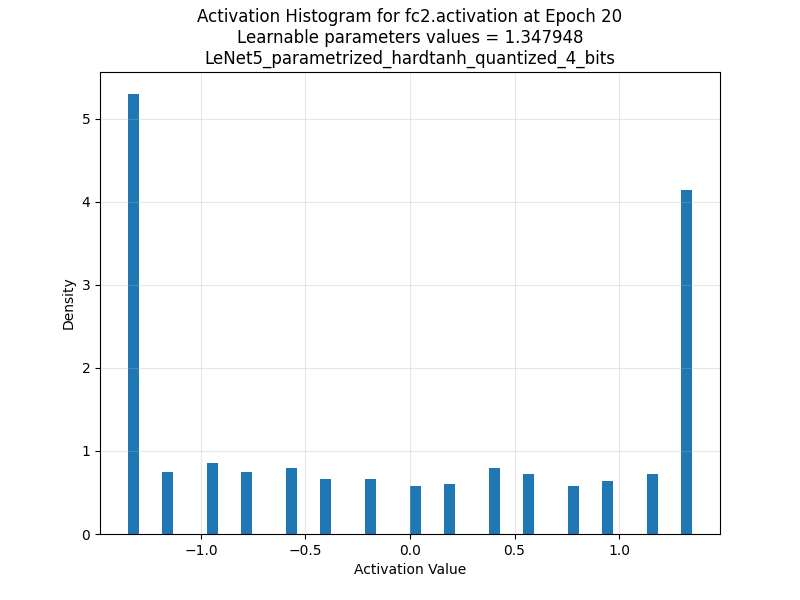 Activation Histogram for fc2.activation at Epoch 20
Learnable parameters values = 1.347948
LeNet5_parametrized_hardtanh_quantized_4_bits
5
4
3
2
1
0
Density
−1.0 −0.5 0.0 0.5 1.0
Activation Value